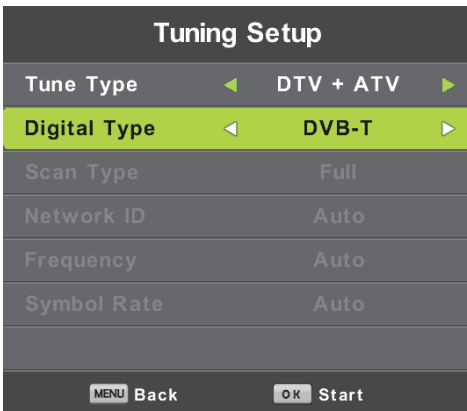 Tuning Setup
Tune Type DTV + ATV
Digital Type DVB-T
Scan Type Full
Network ID Auto
Frequency Auto
Symbol Rate Auto
MENU Back OK Start